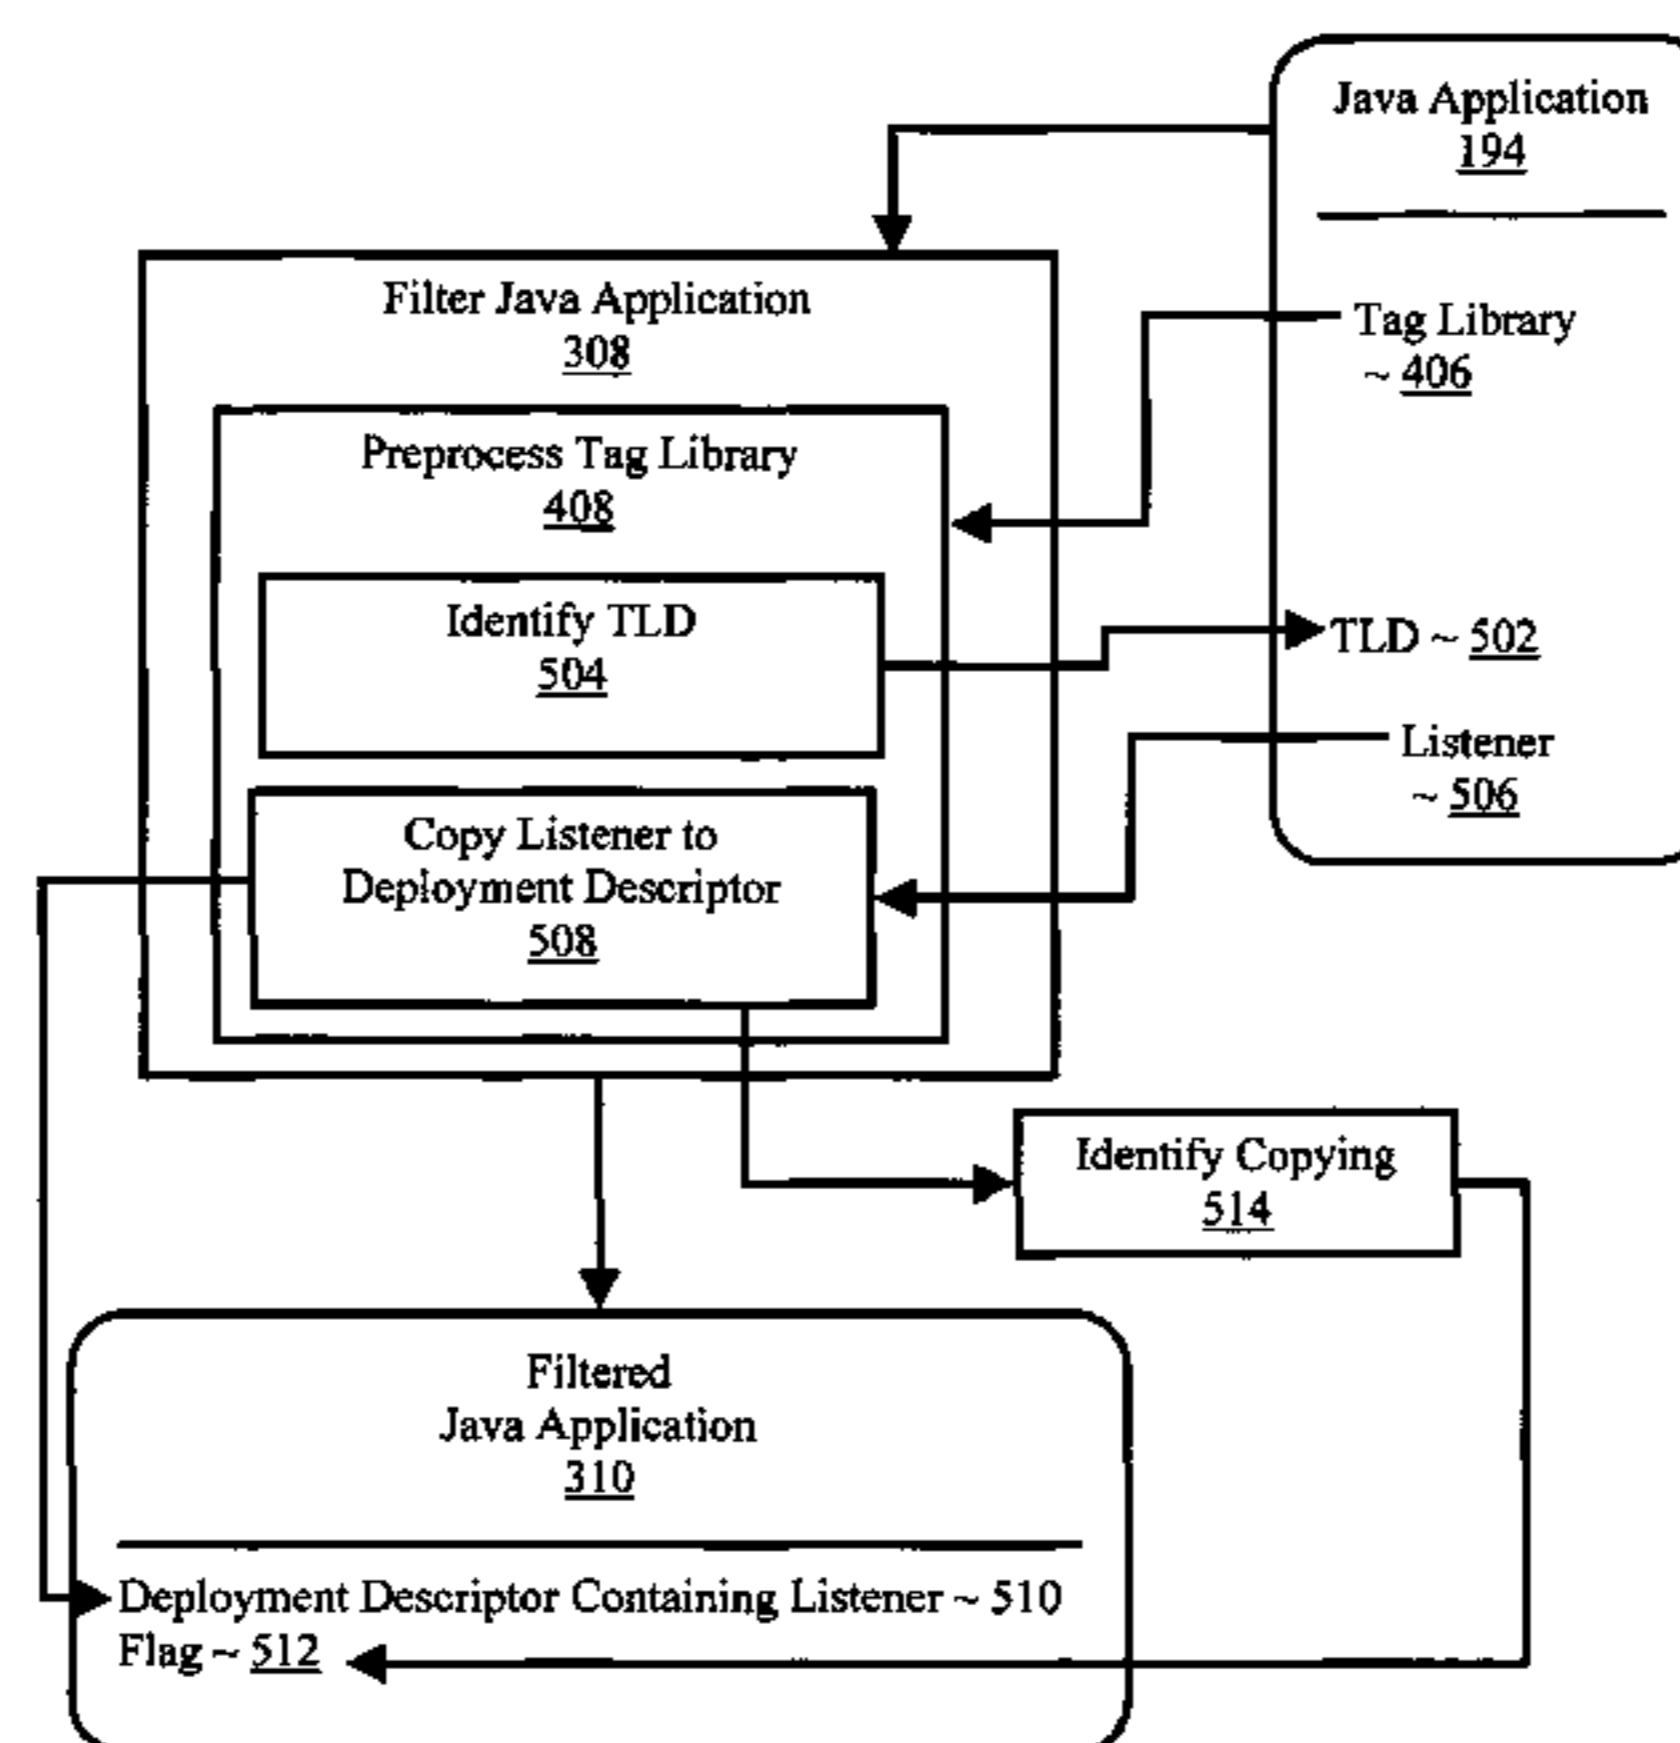 Java Application
194
Filter Java Application
308
Tag Library
~ 406
Preprocess Tag Library
408
Identify TLD
504
TLD ~ 502
Listener
~ 506
Copy Listener to
Deployment Descriptor
508
Identify Copying
514
Filtered
Java Application
310
Deployment Descriptor Containing Listener ~ 510
Flag ~ 512